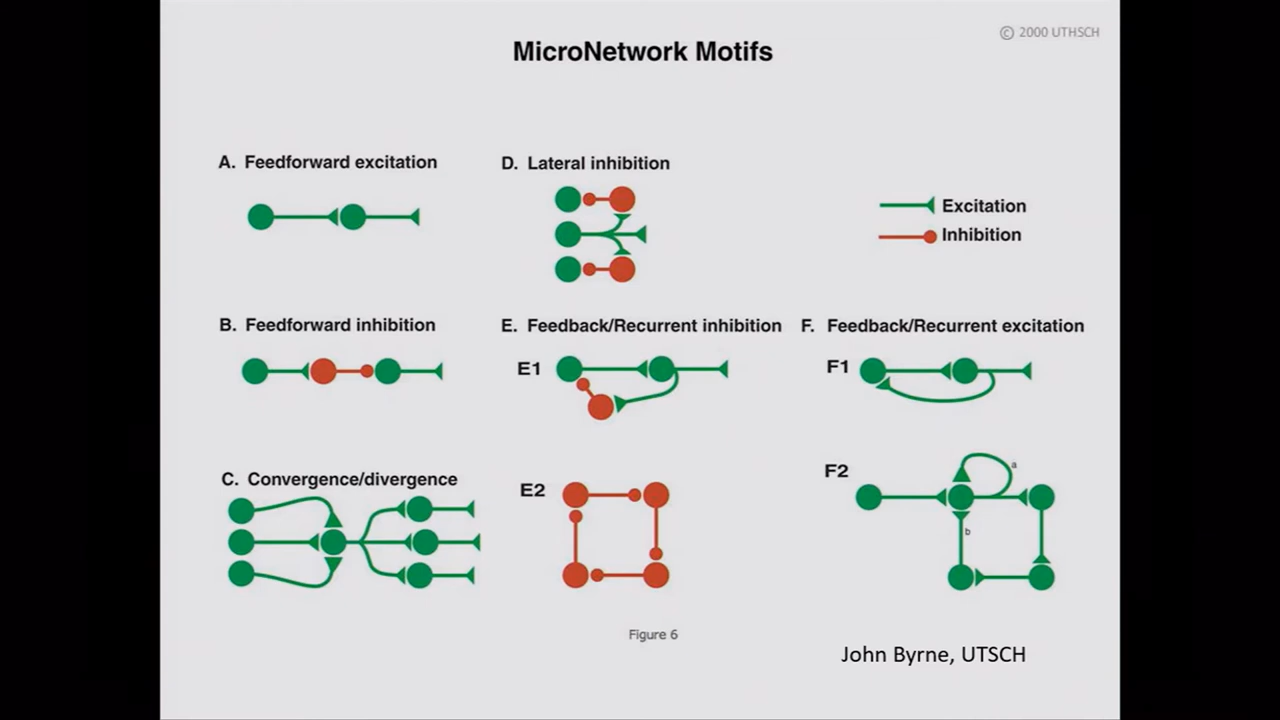 © 2000 UTHSCH
MicroNetwork Motifs
A. Feedforward excitation
D. Lateral inhibition
Excitation
Inhibition
B. Feedforward inhibition
E. Feedback/Recurrent inhibition
F. Feedback/Recurrent excitation
E1
F1
C. Convergence/divergence
E2
F2
a
b
Figure 6
John Byrne, UTSCH